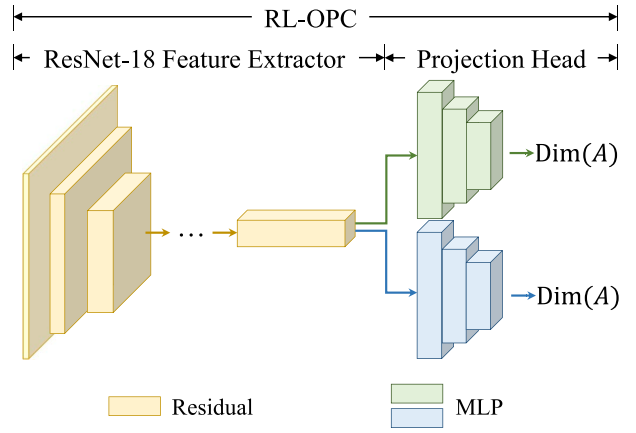 RL-OPC
ResNet-18 Feature Extractor
Projection Head
Dim(A)
...
Dim(A)
Residual
MLP